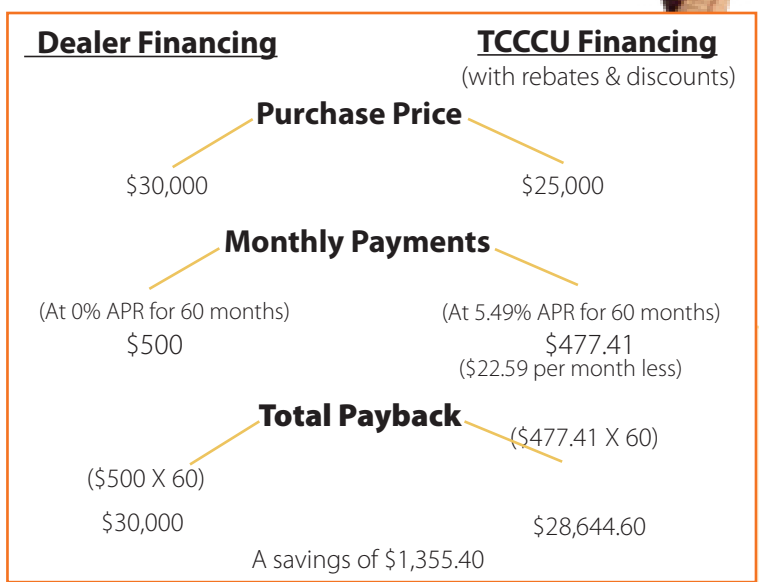 Dealer Financing
TCCCU Financing
(with rebates & discounts)
Purchase Price
$30,000
$25,000
Monthly Payments
(At 0% APR for 60 months)
(At 5.49% APR for 60 months)
$500
$477.41
($22.59 per month less)
Total Payback
($477.41 X 60)
($500 X 60)
$30,000
$28,644.60
A savings of $1,355.40